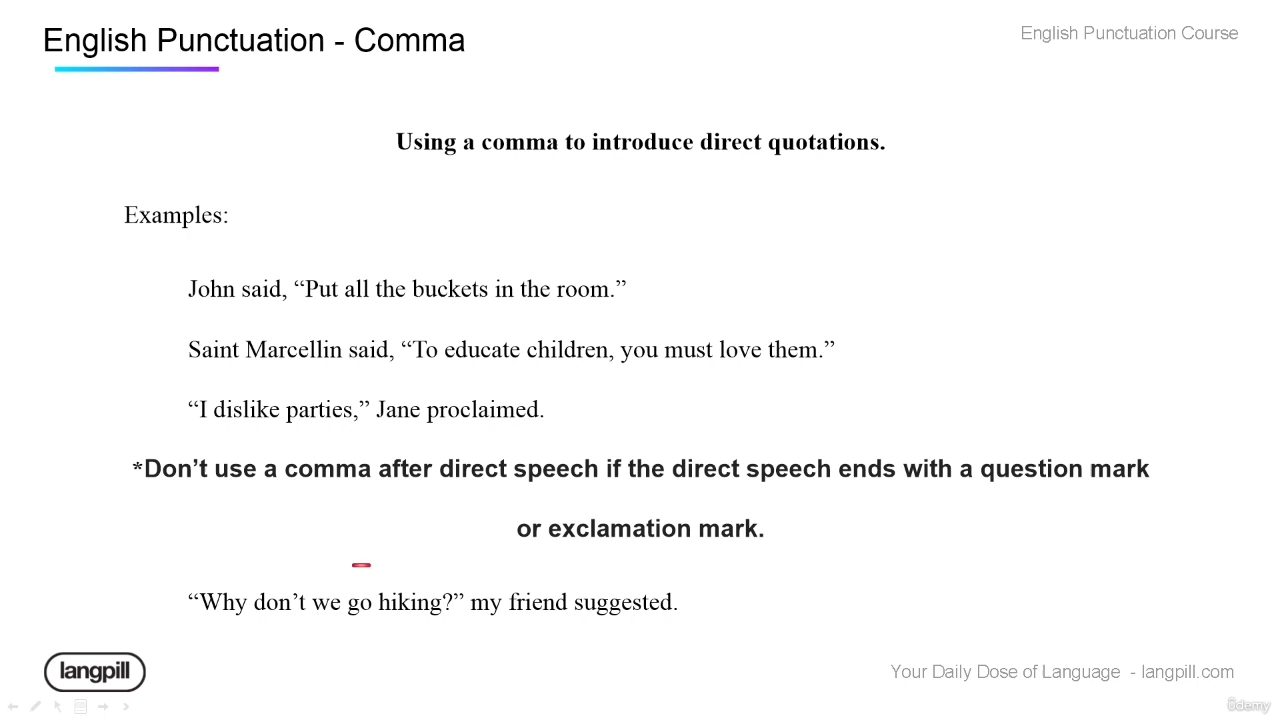 English Punctuation - Comma
English Punctuation Course
Using a comma to introduce direct quotations.
Examples:
John said, “Put all the buckets in the room.”
Saint Marcellin said, “To educate children, you must love them.”
“I dislike parties,” Jane proclaimed.
*Don’t use a comma after direct speech if the direct speech ends with a question mark
or exclamation mark.
“Why don’t we go hiking?” my friend suggested.
langpill
Your Daily Dose of Language - langpill.com
ûdemy